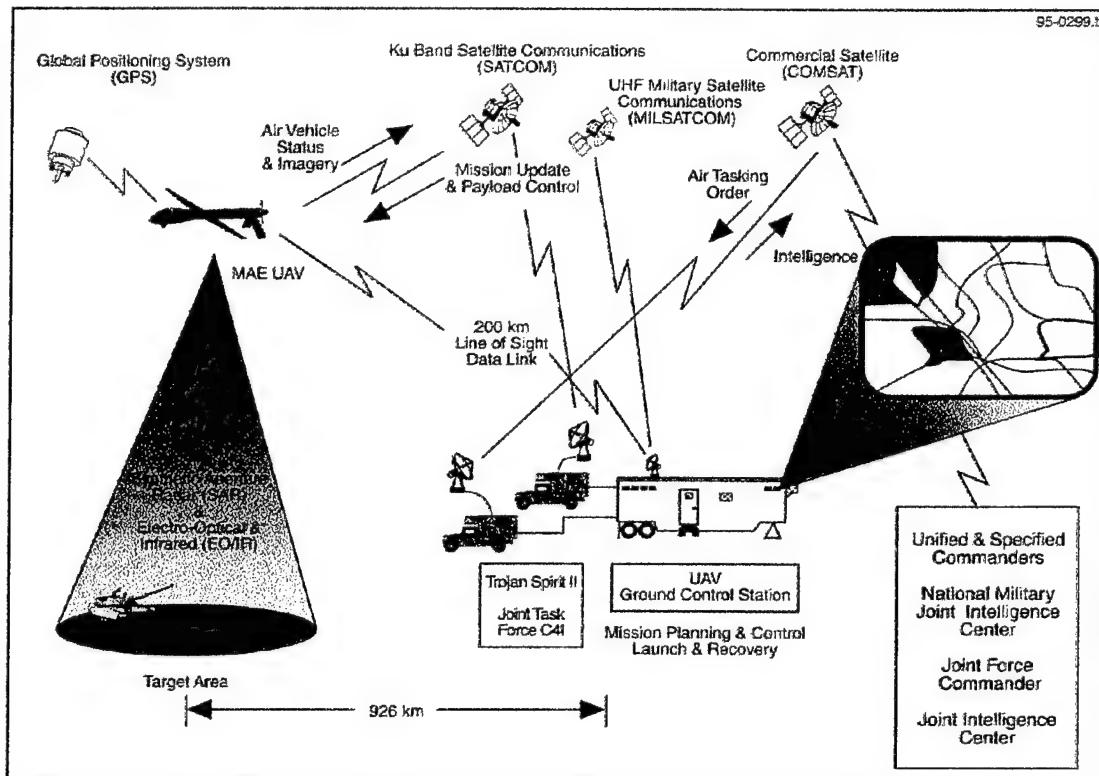 95-0299.
Global Positioning System
(GPS)
Ku Band Satellite Communications
(SATCOM)
UHF Military Satellite
Communications
(MILSATCOM)
Commercial Satellite
(COMSAT)
Air Vehicle
Status
& Imagery
Mission Update
& Payload Control
Air Tasking
Order
Intelligence
MAE UAV
200 km
Line of Sight
Data Link
Aperture
Radar (SAR)
&
Electro-Optical &
Infrared (EO/IR)
Trojan Spirit II
Joint Task
Force C4I
UAV
Ground Control Station
Mission Planning & Control
Launch & Recovery
Unified & Specified
Commanders
National Military
Joint Intelligence
Center
Joint Force
Commander
Joint Intelligence
Center
Target Area
926 km